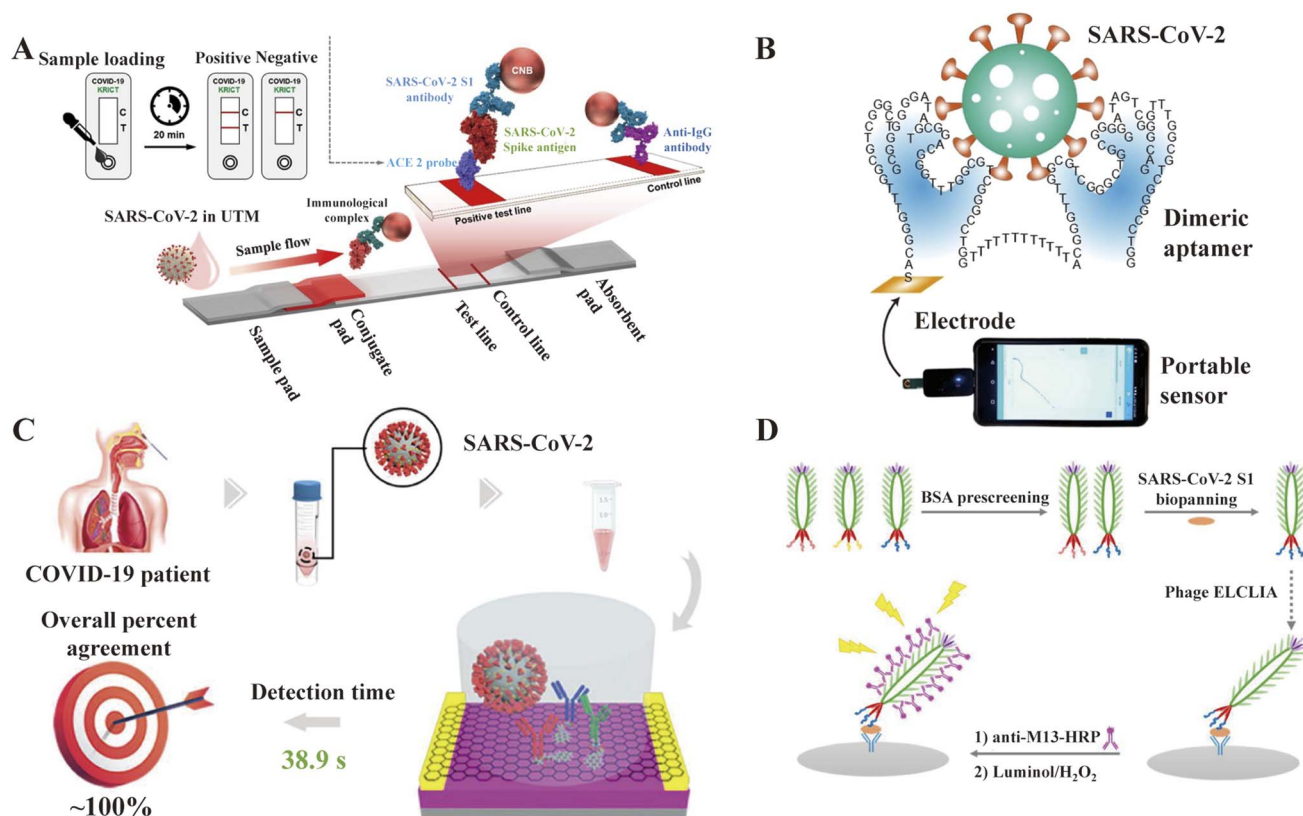 A
Sample loading
Positive Negative
COVID-19
KRICT
C
T
20 min
COVID-19
KRICT
COVID-19
KRICT
C
T
CNB
SARS-CoV-2 S1
antibody
SARS-CoV-2
Spike antigen
Anti-IgG
antibody
ACE 2 probe
Control line
Positive test line
SARS-CoV-2 in UTM
Immunological
complex
Sample flow
Sample pad
Conjugate
pad
Test line
Control line
Absorbent
pad
B
SARS-CoV-2
Dimeric
aptamer
Electrode
Portable
sensor
C
SARS-CoV-2
COVID-19 patient
Overall percent
agreement
Detection time
38.9 s
~100%
D
BSA prescreening
SARS-CoV-2 S1
biopanning
Phage ELCLIA
1) anti-M13-HRP
2) Luminol/H₂O₂